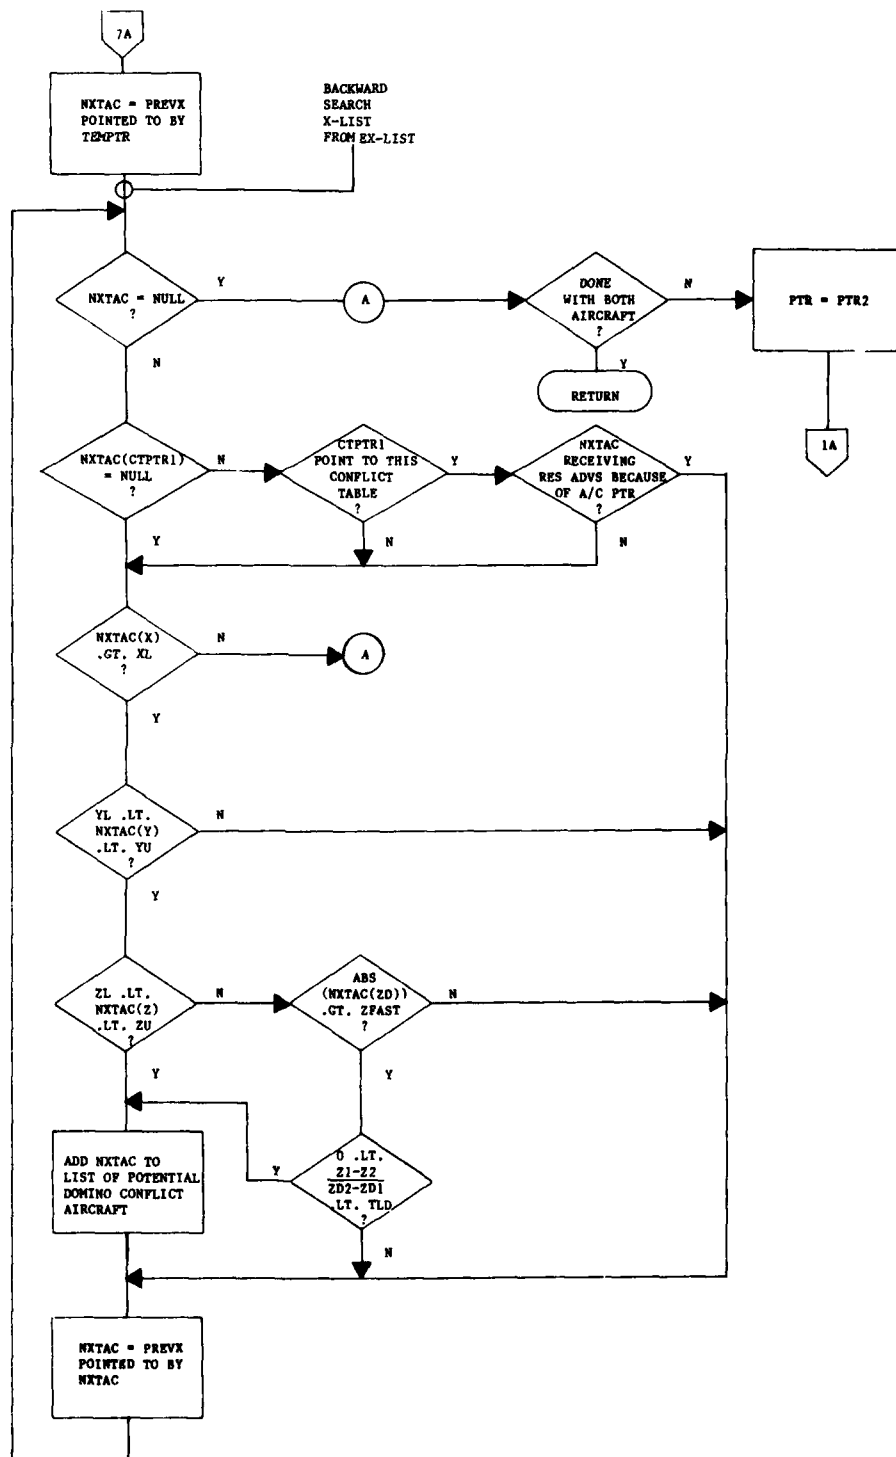 7A
NXTAC = PREVX
POINTED TO BY
TEMPTR
BACKWARD
SEARCH
X-LIST
FROM EX-LIST
NXTAC = NULL
?
Y
N
A
DONE
WITH BOTH
AIRCRAFT
?
N
Y
RETURN
PTR = PTR2
1A
NXTAC(CTPTR1)
= NULL
?
N
Y
CTPTR1
POINT TO THIS
CONFLICT
TABLE
?
Y
N
NXTAC
RECEIVING
RES ADVS BECAUSE
OF A/C PTR
?
Y
N
NXTAC(X)
.GT. XL
?
N
Y
A
YL .LT.
NXTAC(Y)
.LT. YU
?
N
Y
ZL .LT.
NXTAC(Z)
.LT. ZU
?
N
Y
ABS
(NXTAC(ZD))
.GT. ZFAST
?
N
Y
0 .LT.
Z1-Z2
ZD2-ZD1
.LT. TLD
?
Y
N
ADD NXTAC TO
LIST OF POTENTIAL
DOMINO CONFLICT
AIRCRAFT
NXTAC = PREVX
POINTED TO BY
NXTAC